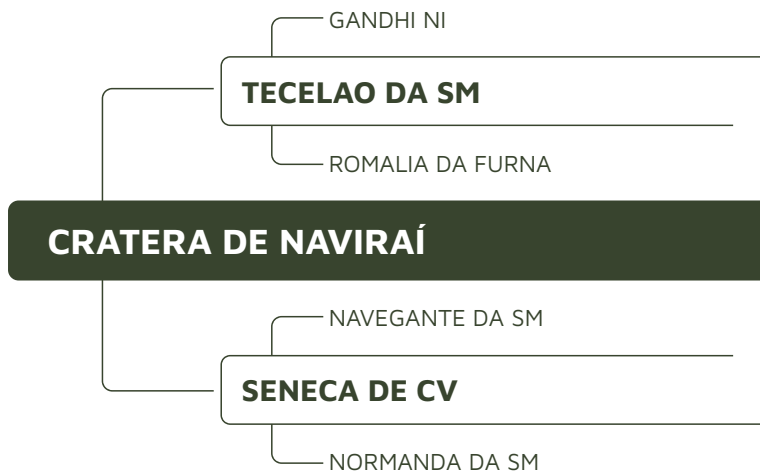 GANDHI NI
TECELAO DA SM
ROMALIA DA FURNA
CRATERA DE NAVIRAÍ
NAVEGANTE DA SM
SENECA DE CV
NORMANDA DA SM